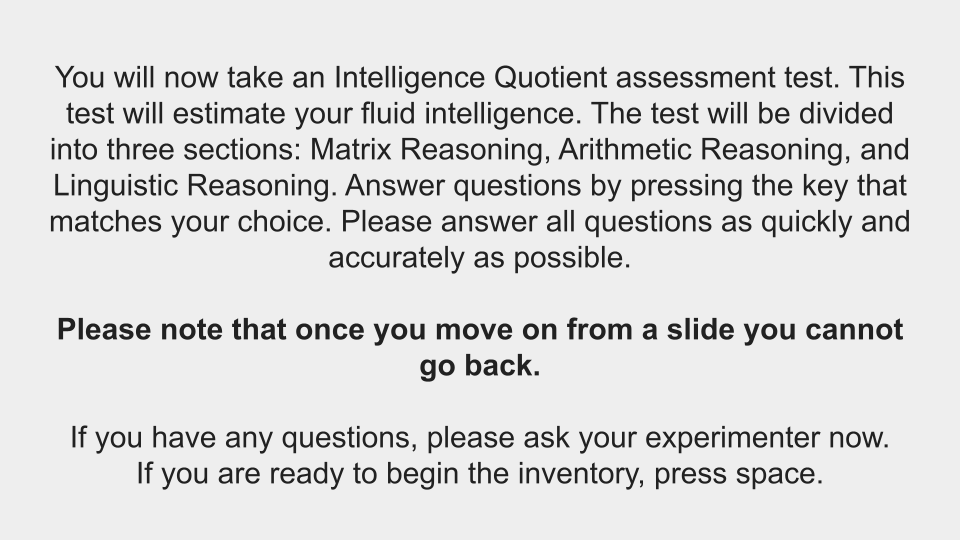 You will now take an Intelligence Quotient assessment test. This
test will estimate your fluid intelligence. The test will be divided
into three sections: Matrix Reasoning, Arithmetic Reasoning, and
Linguistic Reasoning. Answer questions by pressing the key that
matches your choice. Please answer all questions as quickly and
accurately as possible.
Please note that once you move on from a slide you cannot
go back.
If you have any questions, please ask your experimenter now.
If you are ready to begin the inventory, press space.